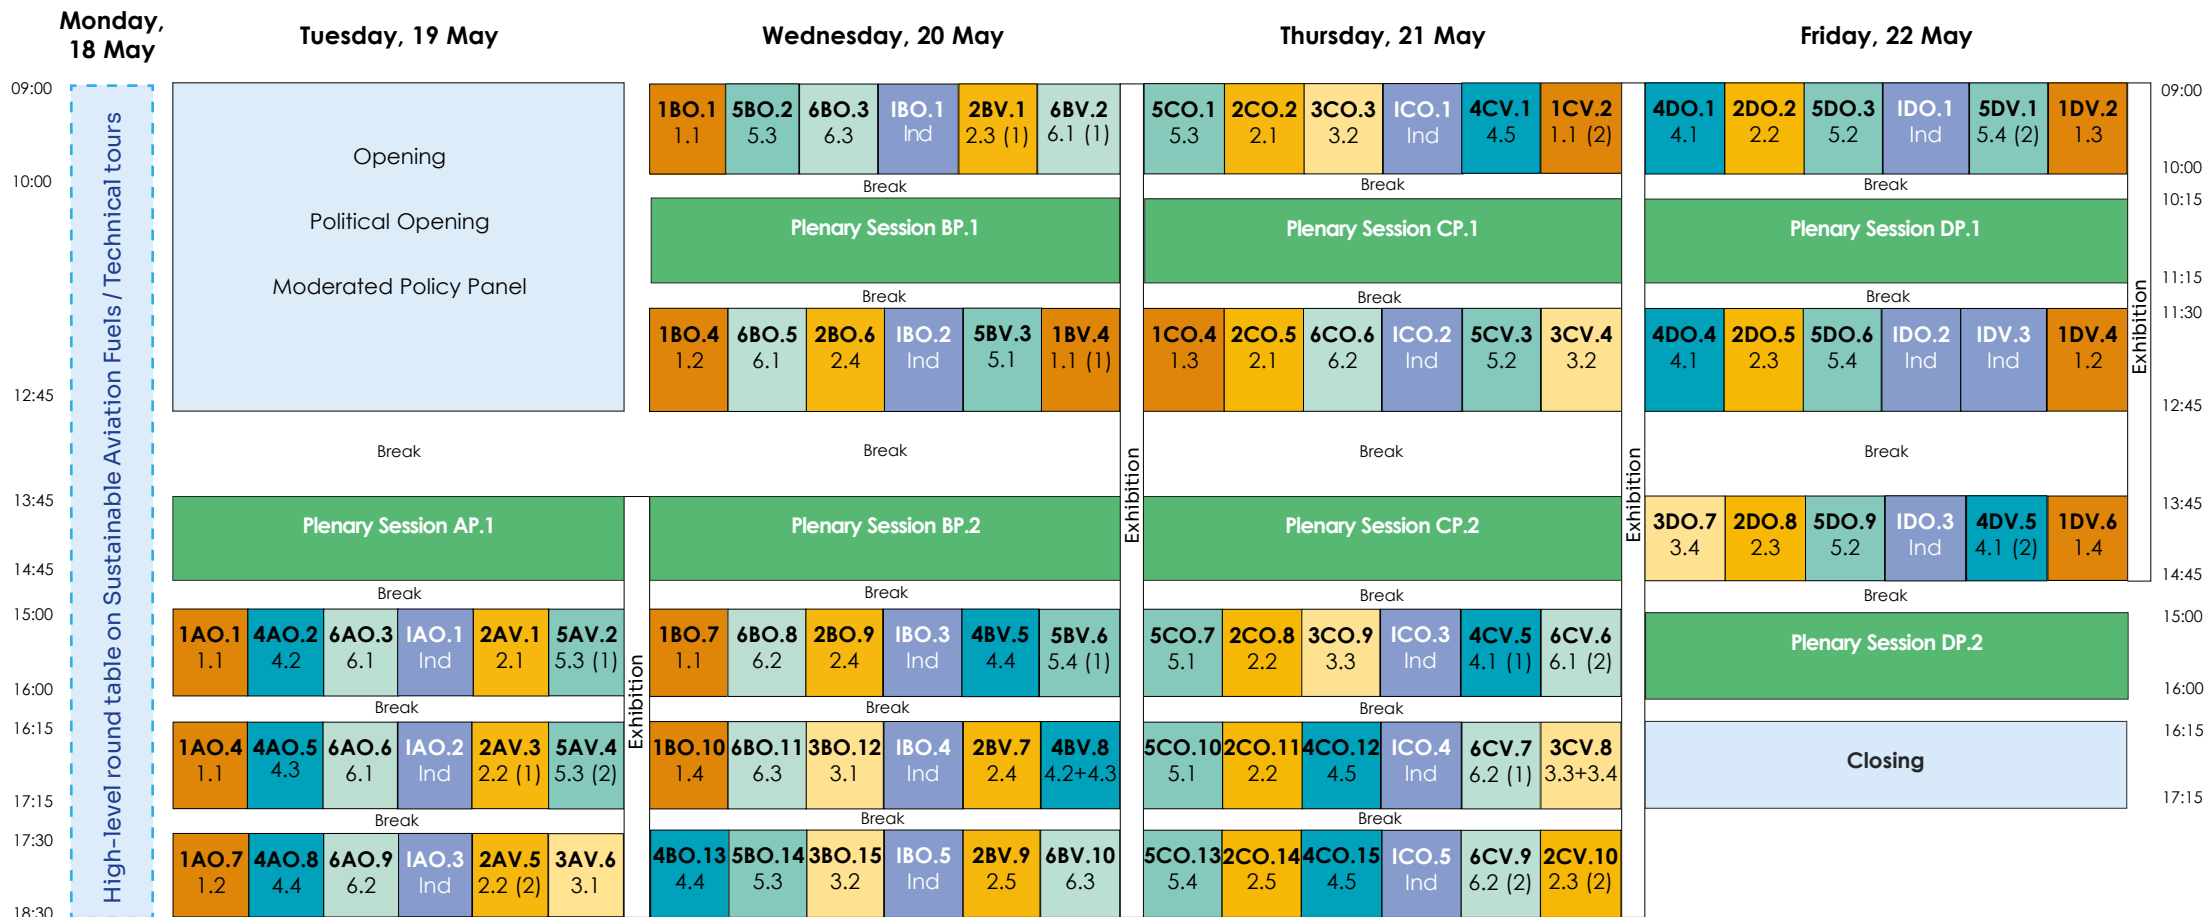 Monday,
18 May
Tuesday, 19 May
Wednesday, 20 May
Thursday, 21 May
Friday, 22 May
09:00
10:00
12:45
13:45
14:45
15:00
16:00
16:15
17:15
17:30
18:30
High-level round table on Sustainable Aviation Fuels / Technical tours
Opening
Political Opening
Moderated Policy Panel
Break
Plenary Session AP.1
Break
1AO.1 4AO.2 6AO.3 IAO.1 2AV.1 5AV.2
1.1 4.2 6.1 Ind 2.1 5.3 (1)
Break
1AO.4 4AO.5 6AO.6 IAO.2 2AV.3 5AV.4
1.1 4.3 6.1 Ind 2.2 (1) 5.3 (2)
Break
1AO.7 4AO.8 6AO.9 IAO.3 2AV.5 3AV.6
1.2 4.4 6.2 Ind 2.2 (2) 3.1
Exhibition
1BO.1 5BO.2 6BO.3 IBO.1 2BV.1 6BV.2
1.1 5.3 6.3 Ind 2.3 (1) 6.1 (1)
Break
Plenary Session BP.1
Break
1BO.4 6BO.5 2BO.6 IBO.2 5BV.3 1BV.4
1.2 6.1 2.4 Ind 5.1 1.1 (1)
Break
Plenary Session BP.2
Break
1BO.7 6BO.8 2BO.9 IBO.3 4BV.5 5BV.6
1.1 6.2 2.4 Ind 4.4 5.4 (1)
Break
1BO.10 6BO.11 3BO.12 IBO.4 2BV.7 4BV.8
1.4 6.3 3.1 Ind 2.4 4.2+4.3
Break
4BO.13 5BO.14 3BO.15 IBO.5 2BV.9 6BV.10
4.4 5.3 3.2 Ind 2.5 6.3
Exhibition
5CO.1 2CO.2 3CO.3 ICO.1 4CV.1 1CV.2
5.3 2.1 3.2 Ind 4.5 1.1 (2)
Break
Plenary Session CP.1
Break
1CO.4 2CO.5 6CO.6 ICO.2 5CV.3 3CV.4
1.3 2.1 6.2 Ind 5.2 3.2
Break
Plenary Session CP.2
Break
5CO.7 2CO.8 3CO.9 ICO.3 4CV.5 6CV.6
5.1 2.2 3.3 Ind 4.1 (1) 6.1 (2)
Break
5CO.10 2CO.11 4CO.12 ICO.4 6CV.7 3CV.8
5.1 2.2 4.5 Ind 6.2 (1) 3.3+3.4
Break
5CO.13 2CO.14 4CO.15 ICO.5 6CV.9 2CV.10
5.4 2.5 4.5 Ind 6.2 (2) 2.3 (2)
Exhibition
4DO.1 2DO.2 5DO.3 IDO.1 5DV.1 1DV.2
4.1 2.2 5.2 Ind 5.4 (2) 1.3
Break
Plenary Session DP.1
Break
4DO.4 2DO.5 5DO.6 IDO.2 IDV.3 1DV.4
4.1 2.3 5.4 Ind Ind 1.2
Break
3DO.7 2DO.8 5DO.9 IDO.3 4DV.5 1DV.6
3.4 2.3 5.2 Ind 4.1 (2) 1.4
Break
Plenary Session DP.2
Closing
Exhibition
09:00
10:00
10:15
11:15
11:30
12:45
13:45
14:45
15:00
16:00
16:15
17:15